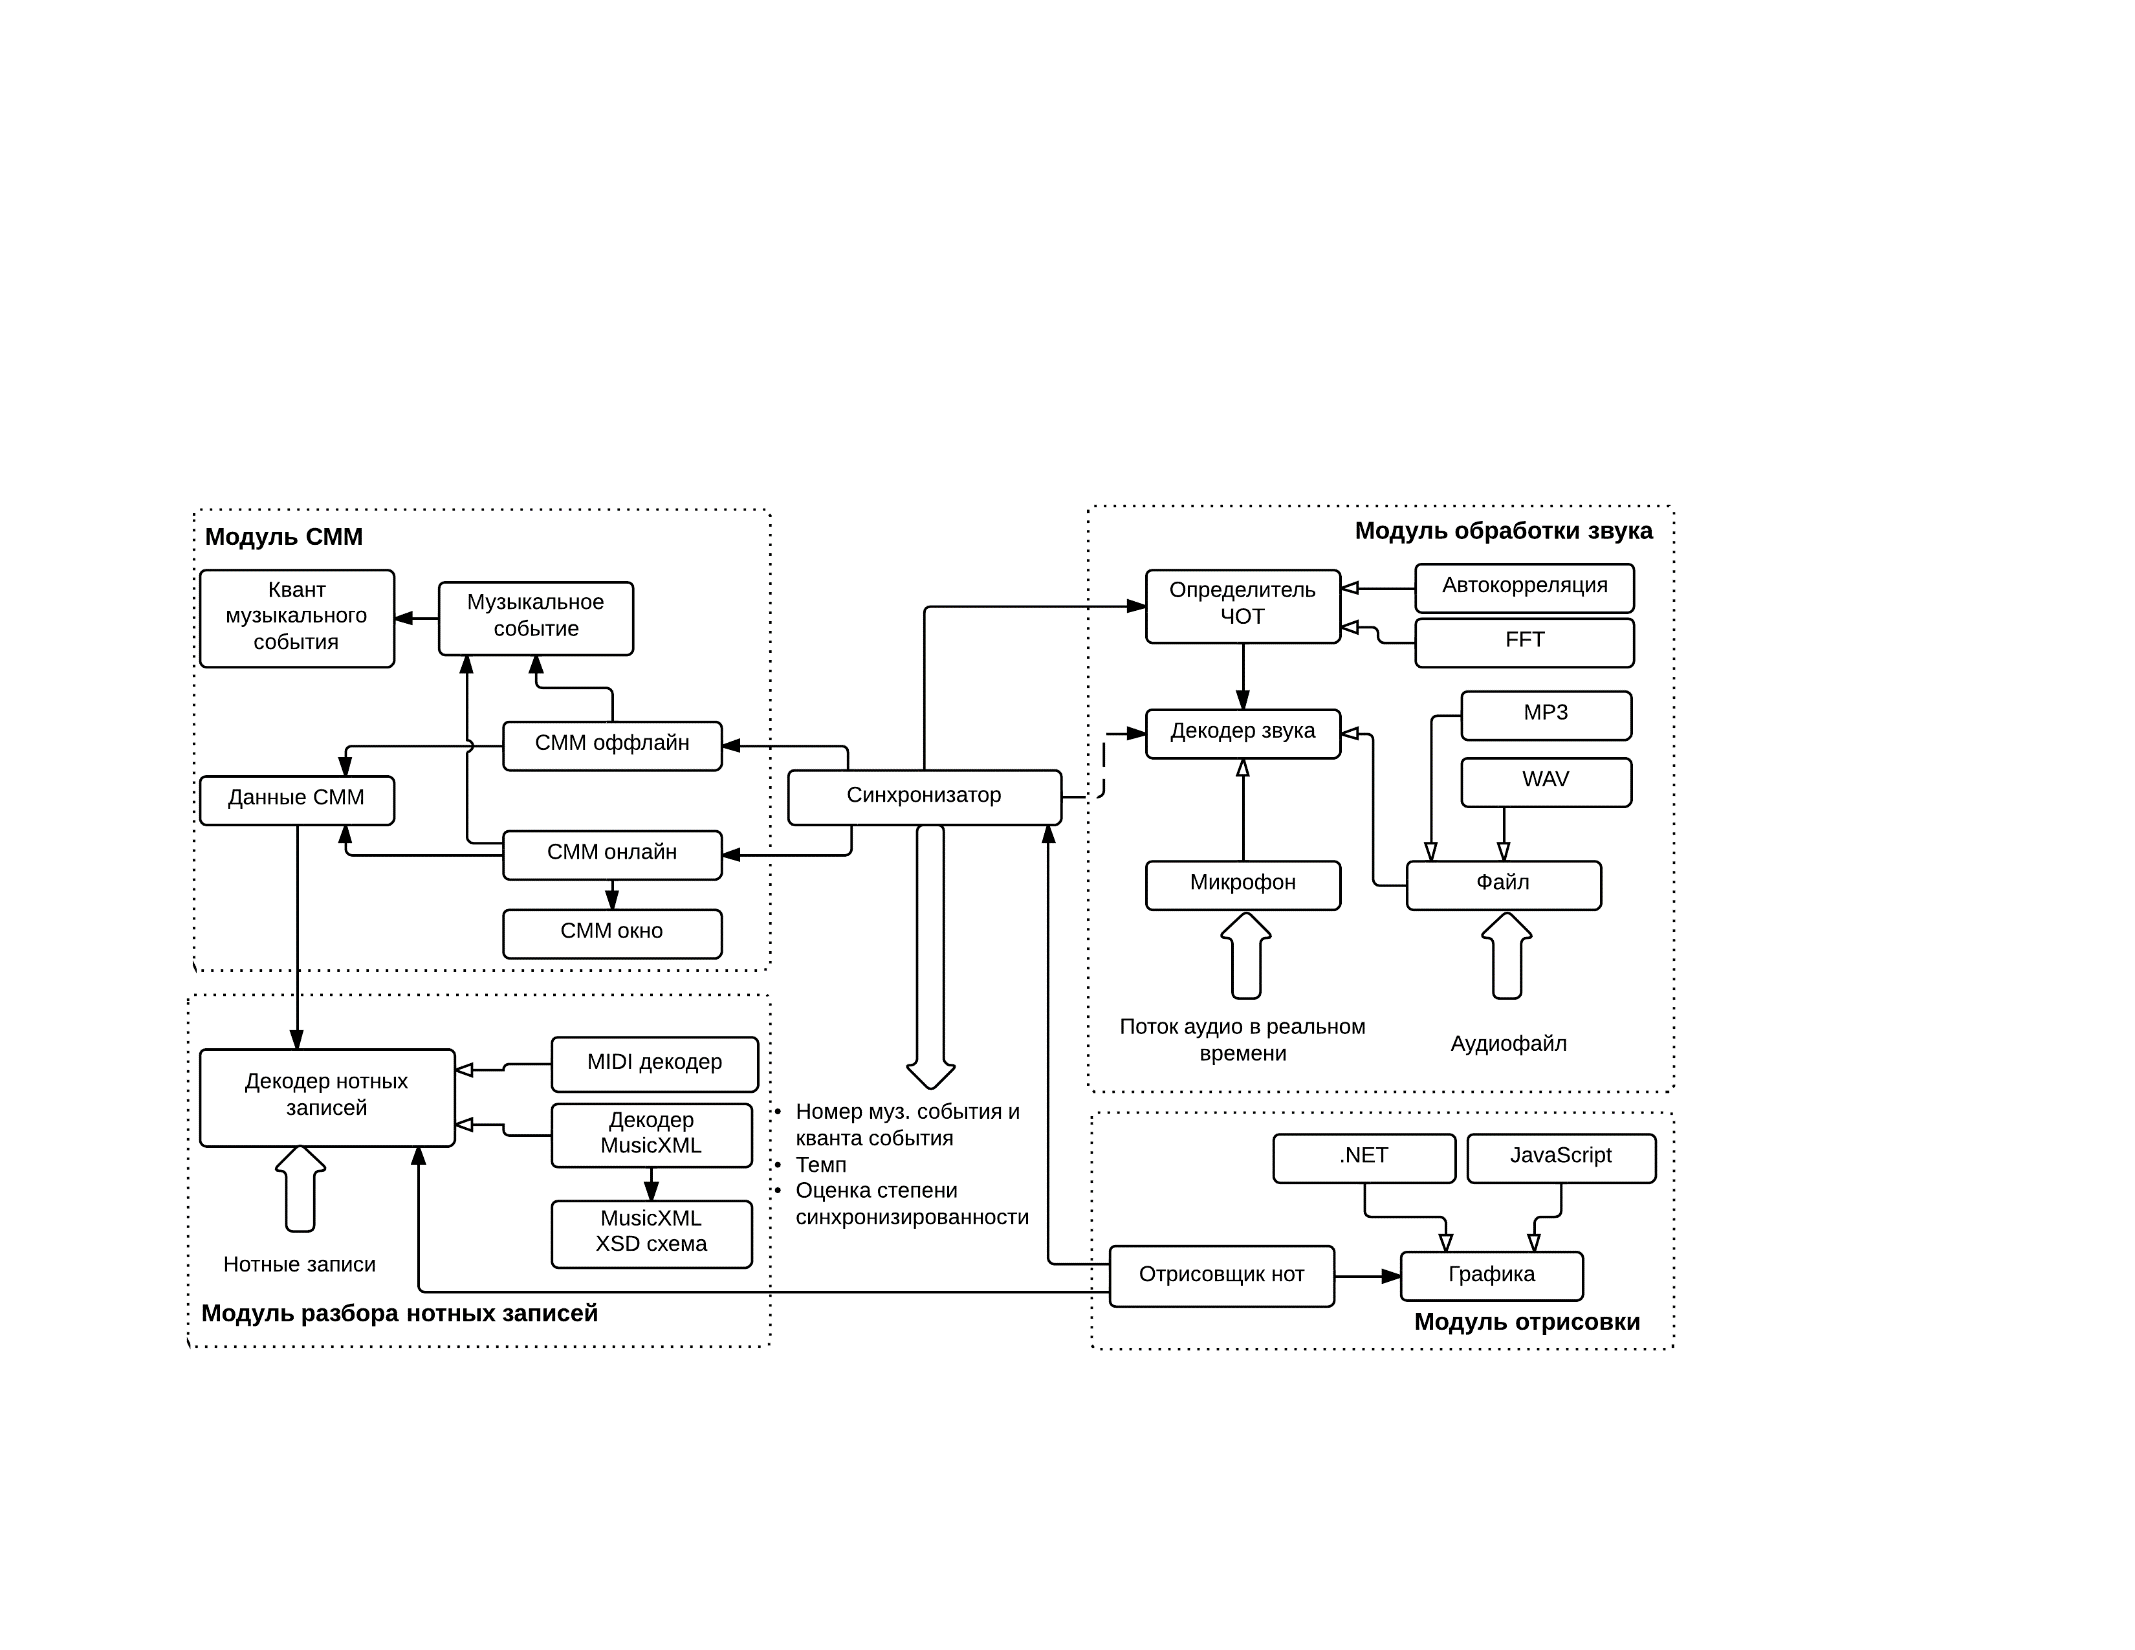 Модуль СММ
Квант
музыкального
события
Музыкальное
событие
СММ оффлайн
Данные СММ
СММ онлайн
СММ окно
Синхронизатор
Модуль обработки звука
Определитель
ЧОТ
Автокорреляция
FFT
Декодер звука
MP3
WAV
Микрофон
Файл
Поток аудио в реальном
времени
Аудиофайл
Декодер нотных
записей
MIDI декодер
Декодер
MusicXML
MusicXML
XSD схема
Нотные записи
Модуль разбора нотных записей
• Номер муз. события и
кванта события
• Темп
• Оценка степени
синхронизированности
.NET
JavaScript
Отрисовщик нот
Графика
Модуль отрисовки